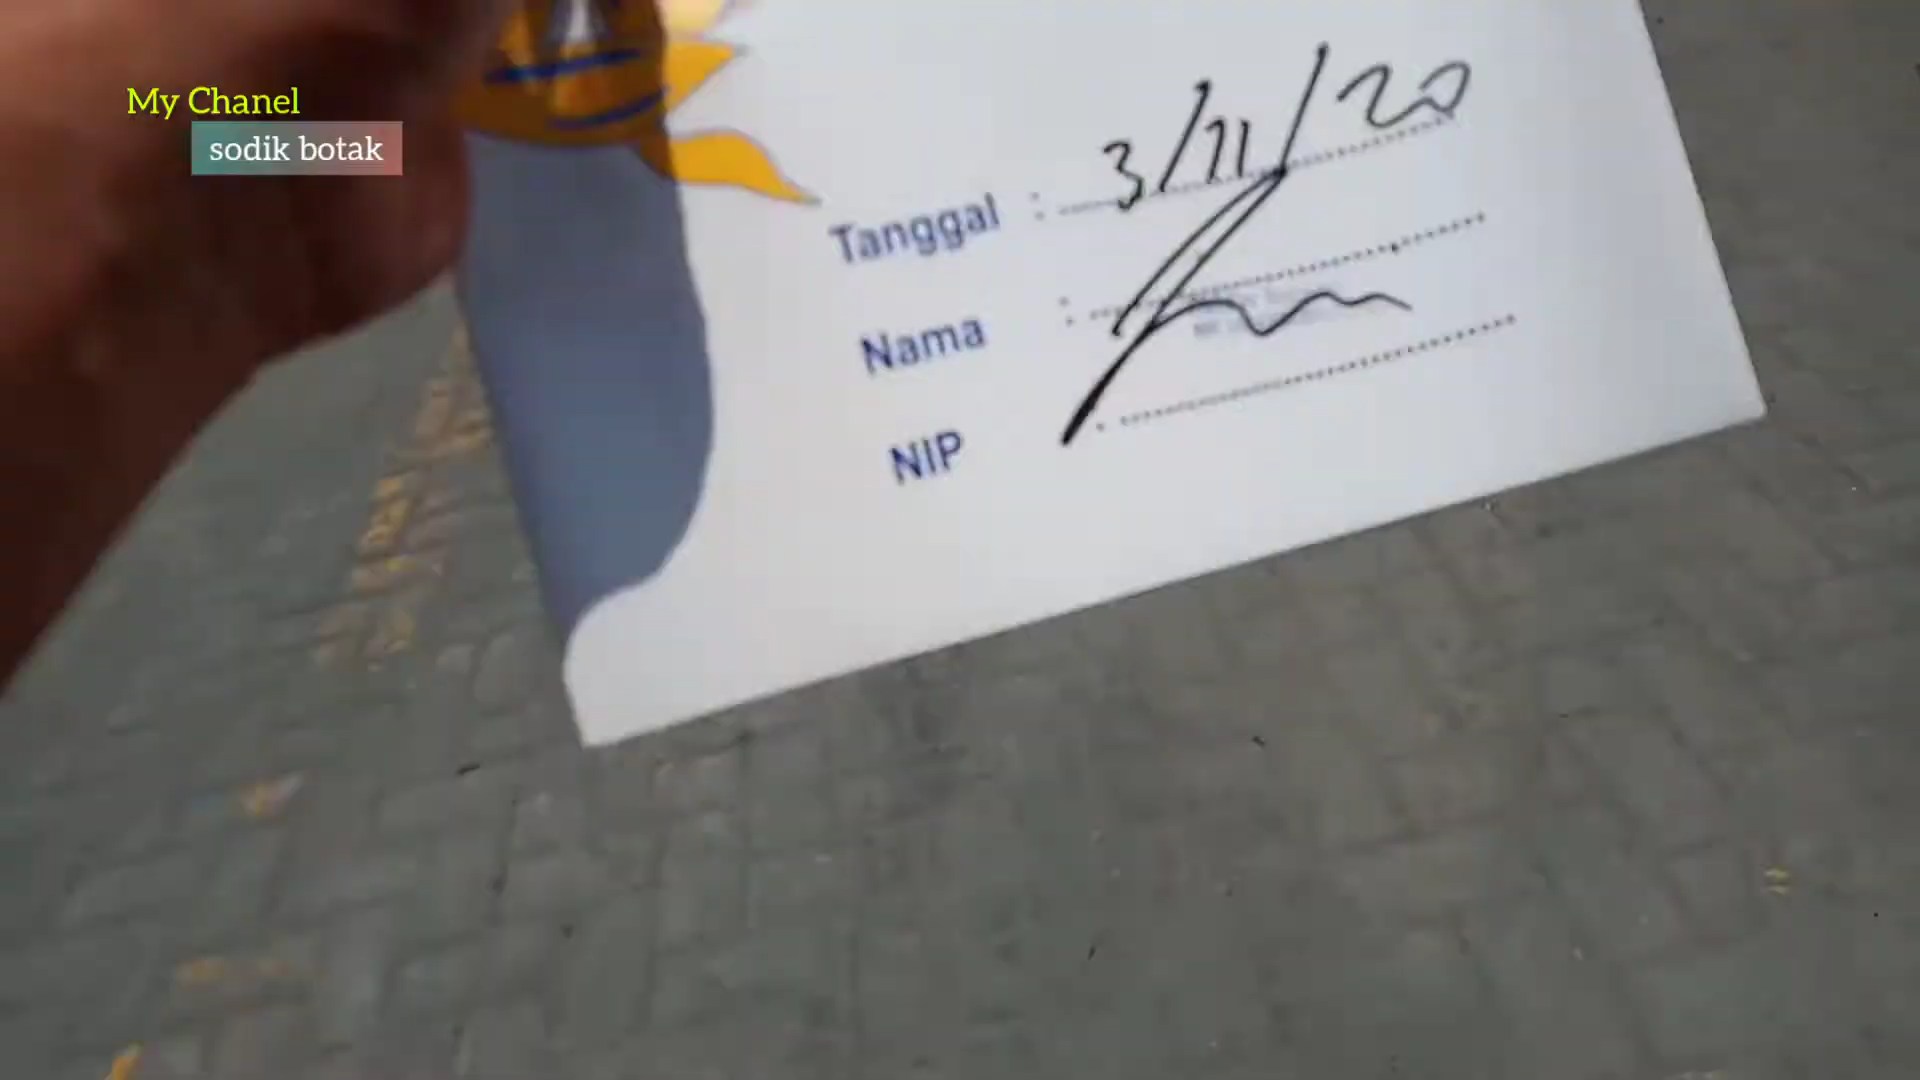 My Chanel
sodik botak
Tanggal : 3/11/20
Nama :
NIP :